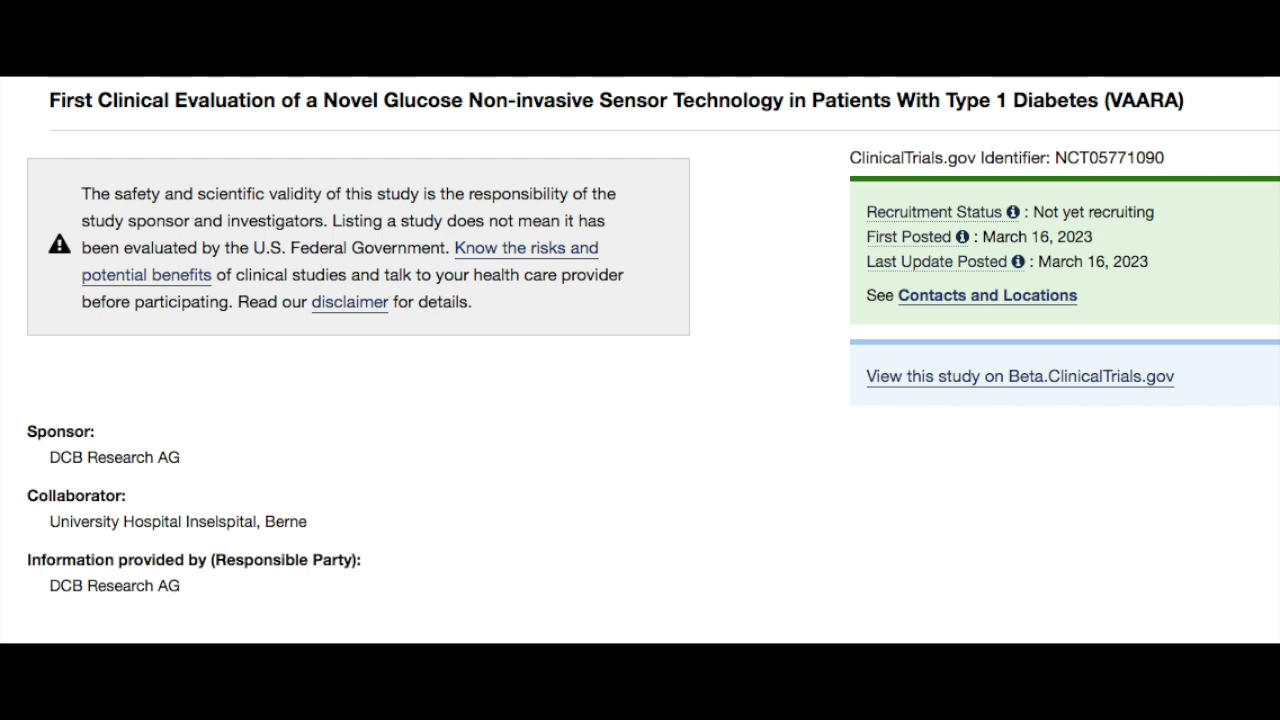 First Clinical Evaluation of a Novel Glucose Non-invasive Sensor Technology in Patients With Type 1 Diabetes (VAARA)
The safety and scientific validity of this study is the responsibility of the
study sponsor and investigators. Listing a study does not mean it has
been evaluated by the U.S. Federal Government. Know the risks and
potential benefits of clinical studies and talk to your health care provider
before participating. Read our disclaimer for details.
ClinicalTrials.gov Identifier: NCT05771090
Recruitment Status : Not yet recruiting
First Posted : March 16, 2023
Last Update Posted : March 16, 2023
See Contacts and Locations
View this study on Beta.ClinicalTrials.gov
Sponsor:
DCB Research AG
Collaborator:
University Hospital Inselspital, Berne
Information provided by (Responsible Party):
DCB Research AG